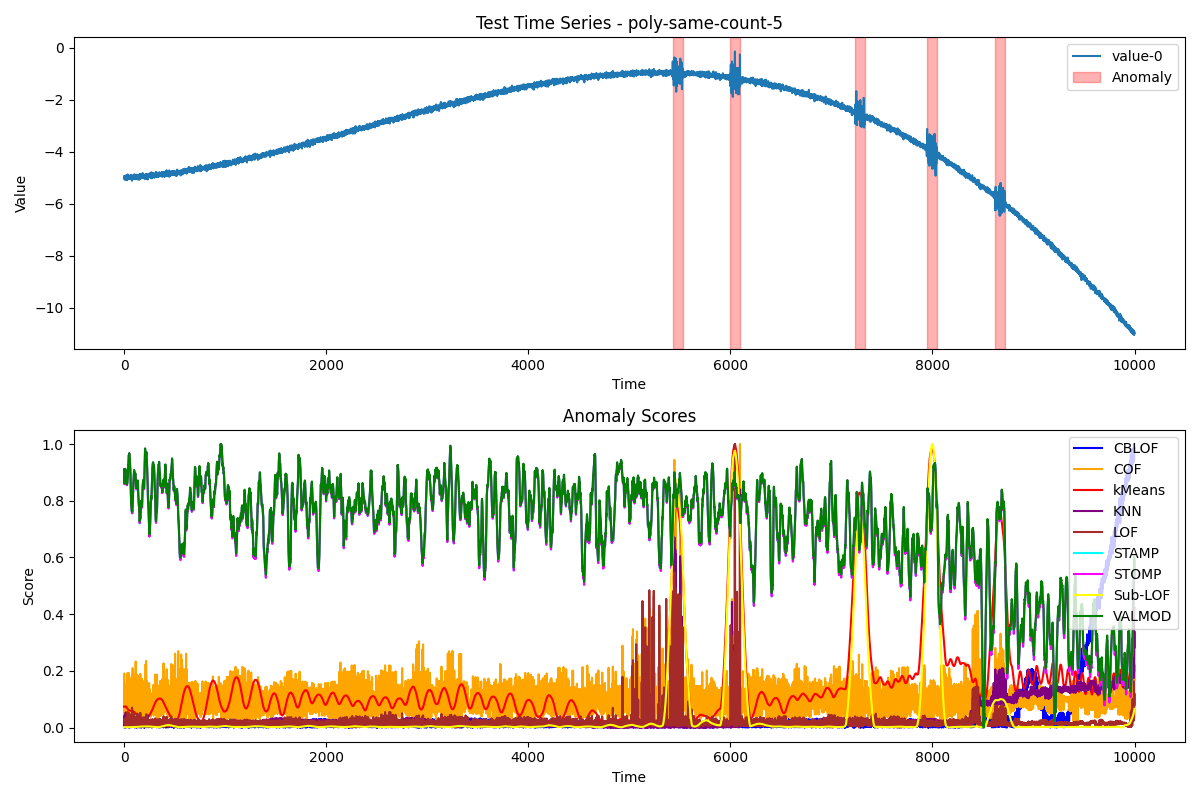 Test Time Series - poly-same-count-5
Value
0
−2
−4
−6
−8
−10
value-0
Anomaly
0 2000 4000 6000 8000 10000
Time
Anomaly Scores
Score
1.0
0.8
0.6
0.4
0.2
0.0
CBLOF
COF
kMeans
KNN
LOF
STAMP
STOMP
Sub-LOF
VALMOD
0 2000 4000 6000 8000 10000
Time